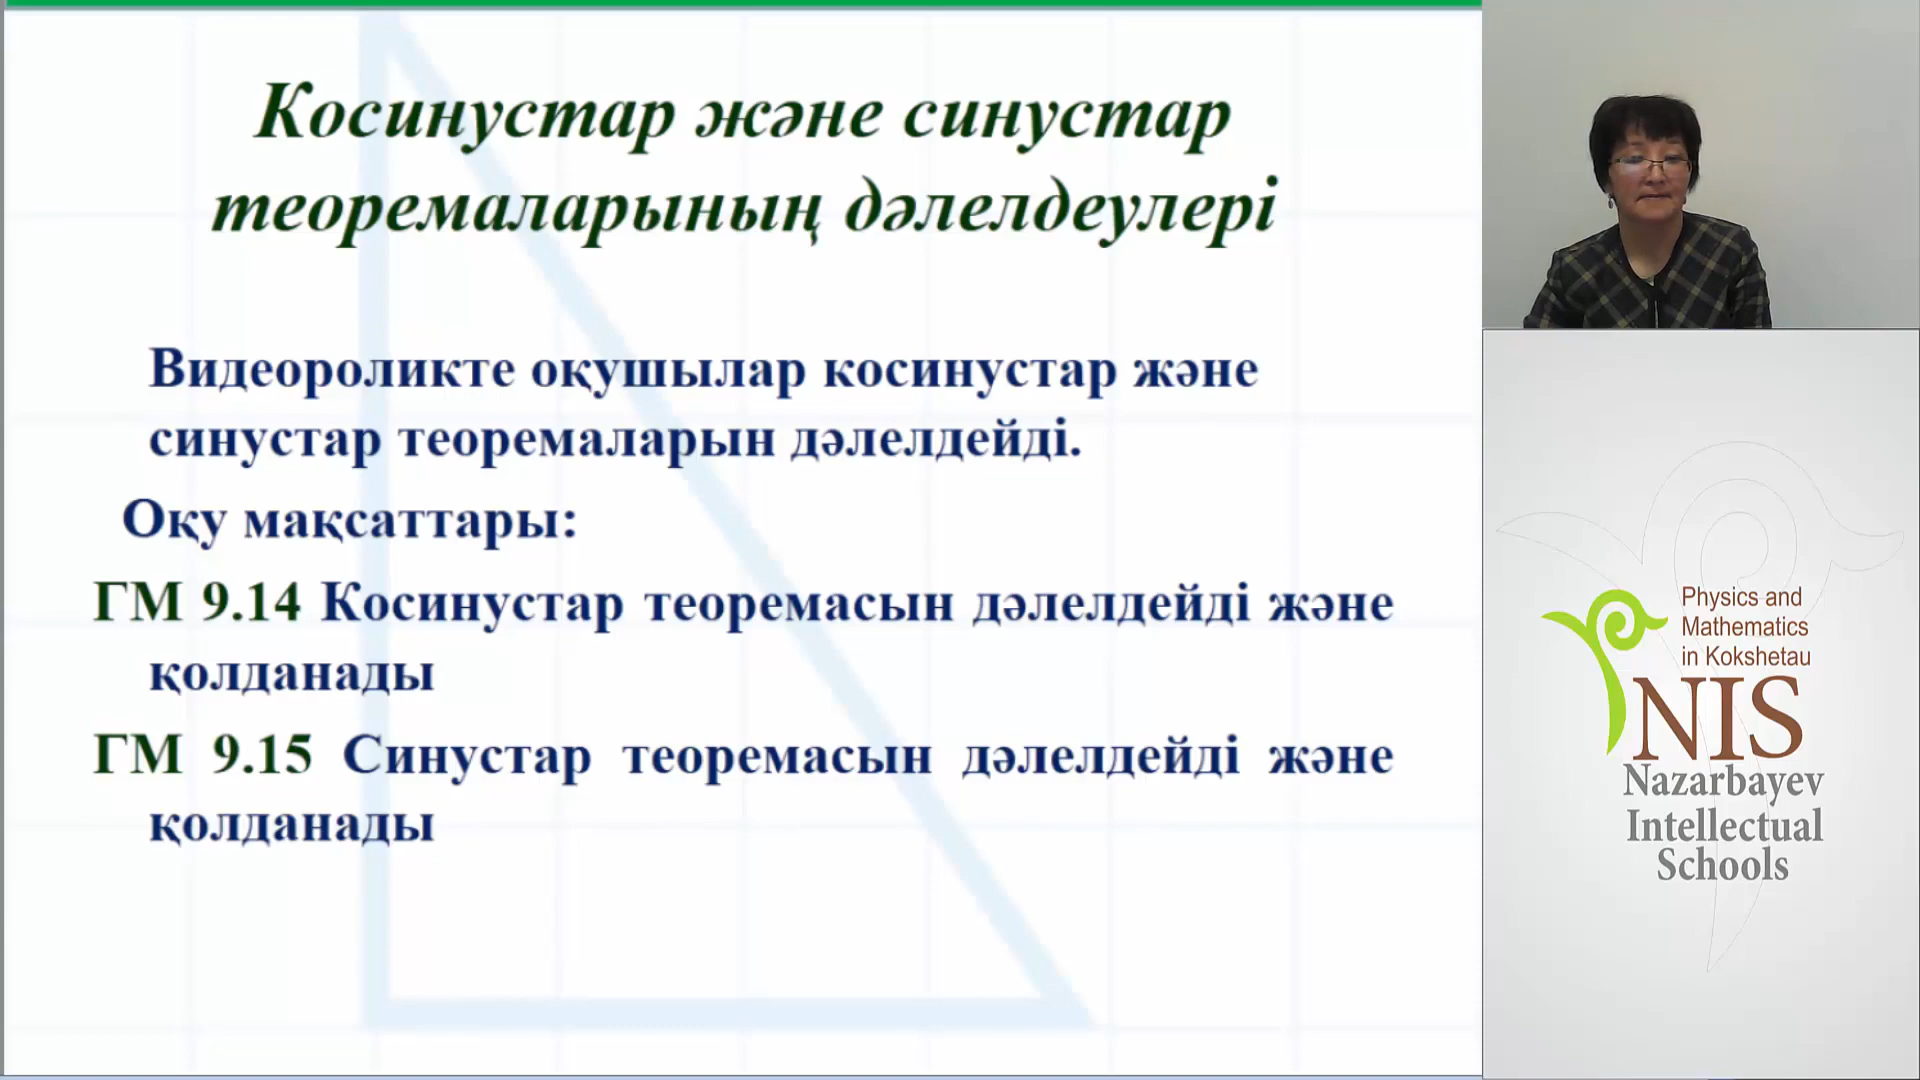 Косинустар және синустар
теоремаларының дәлелдеулері
Видеороликте оқушылар косинустар және
синустар теоремаларын дәлелдейді.
Оқу мақсаттары:
ГМ 9.14 Косинустар теоремасын дәлелдейді және
қолданады
ГМ 9.15 Синустар теоремасын дәлелдейді және
қолданады
Physics and
Mathematics
in Kokshetau
NIS
Nazarbayev
Intellectual
Schools